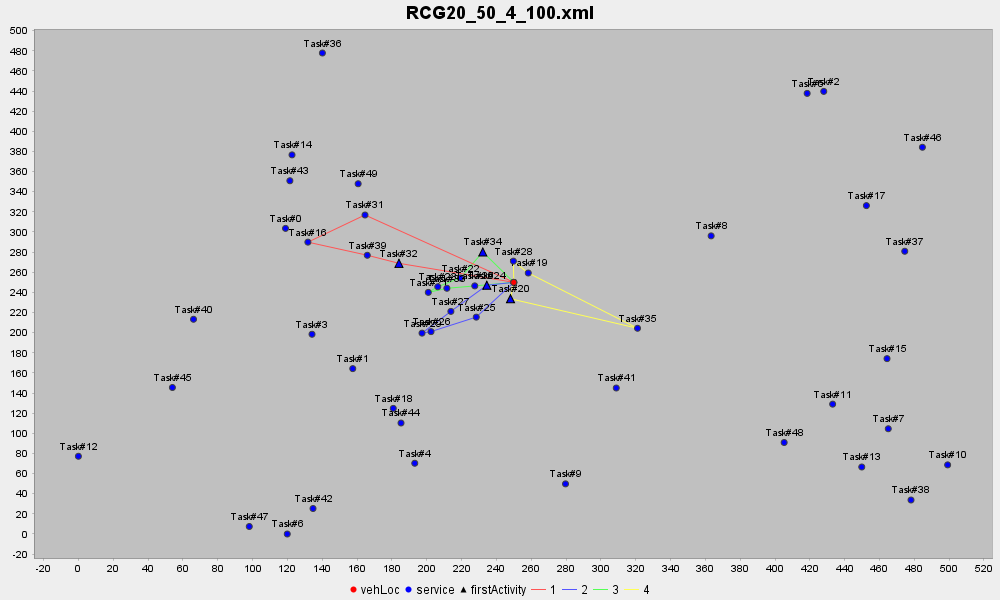 RCG20_50_4_100.xml
500
480
460
440
420
400
380
360
340
320
300
280
260
240
220
200
180
160
140
120
100
80
60
40
20
0
-20
Task#36
Task#2
Task#14
Task#46
Task#43
Task#49
Task#17
Task#31
Task#0
Task#16
Task#8
Task#39
Task#34
Task#37
Task#32
Task#28
Task#19
Task#22
Task#20
Task#27
Task#40
Task#25
Task#3
Task#35
Task#1
Task#15
Task#45
Task#41
Task#18
Task#11
Task#44
Task#7
Task#48
Task#12
Task#4
Task#13
Task#10
Task#9
Task#38
Task#42
Task#47
Task#6
-20 0 20 40 60 80 100 120 140 160 180 200 220 240 260 280 300 320 340 360 380 400 420 440 460 480 500 520
vehLoc service firstActivity 1 2 3 4